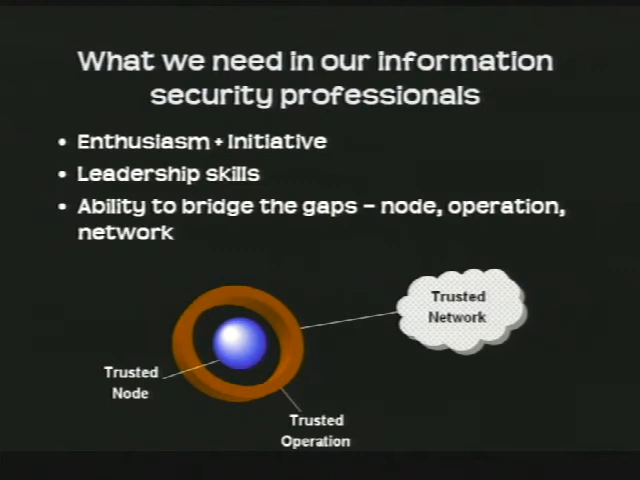 What we need in our information
security professionals
• Enthusiasm + Initiative
• Leadership skills
• Ability to bridge the gaps – node, operation,
network
Trusted
Network
Trusted
Node
Trusted
Operation